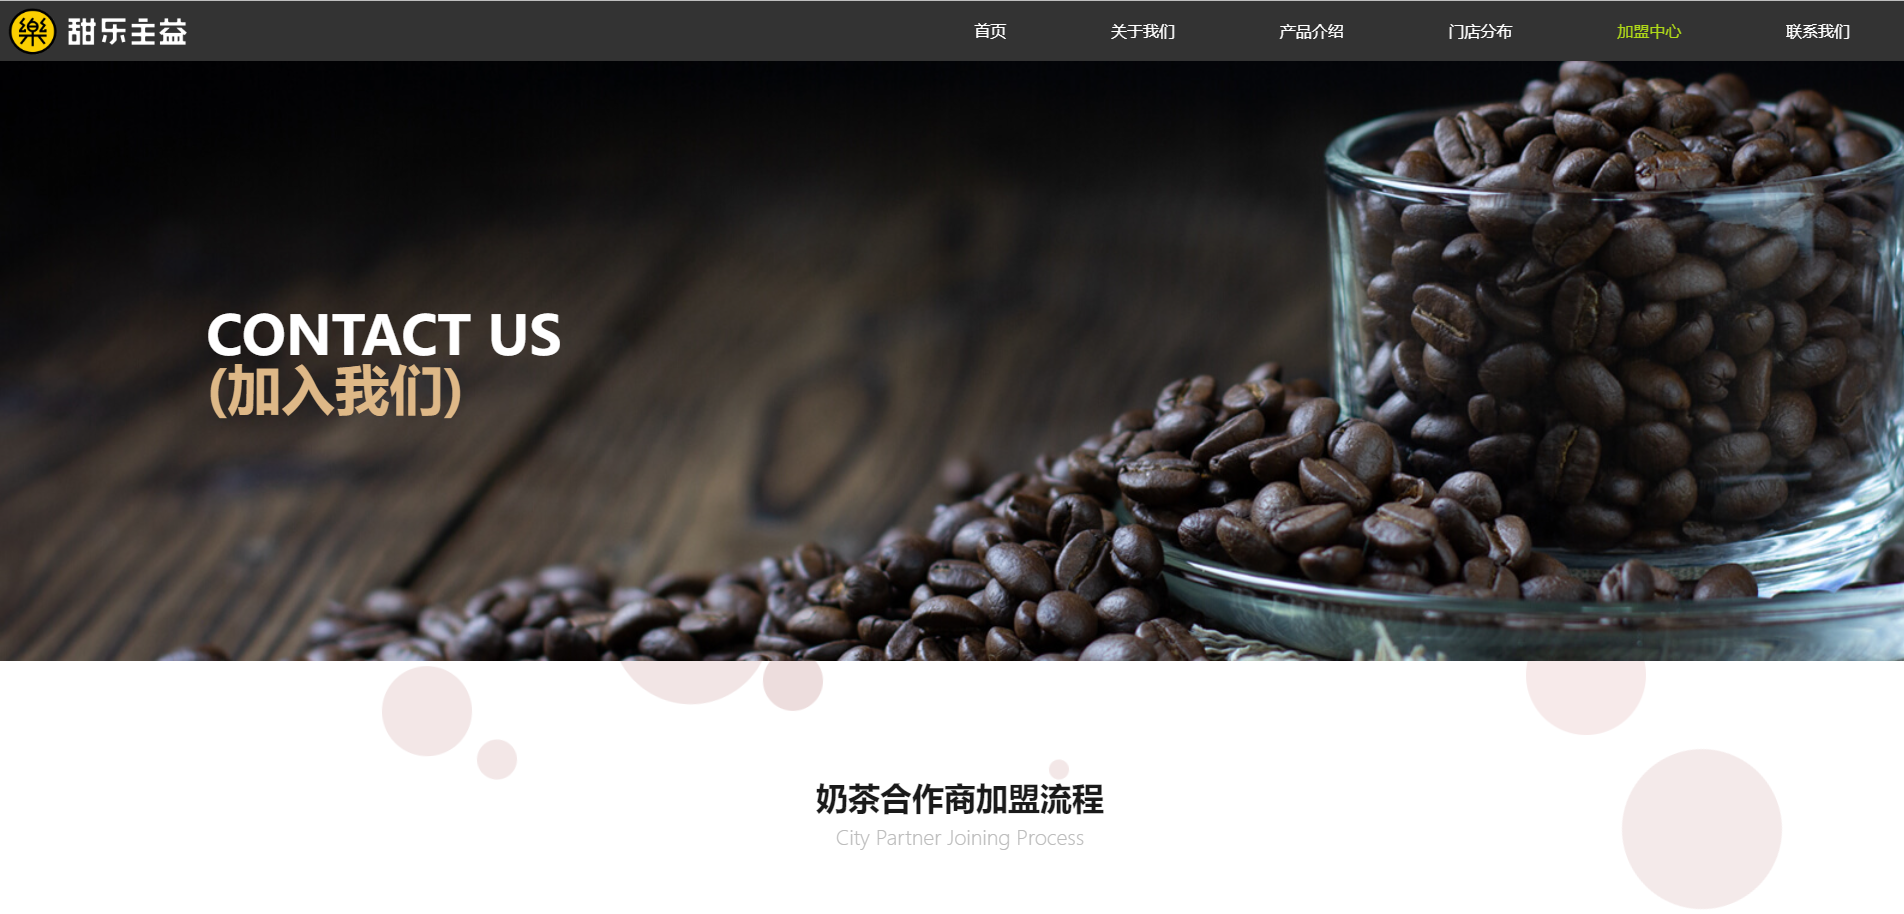 樂 甜乐主益
首页 关于我们 产品介绍 门店分布 加盟中心 联系我们
CONTACT US
(加入我们)
奶茶合作商加盟流程
City Partner Joining Process